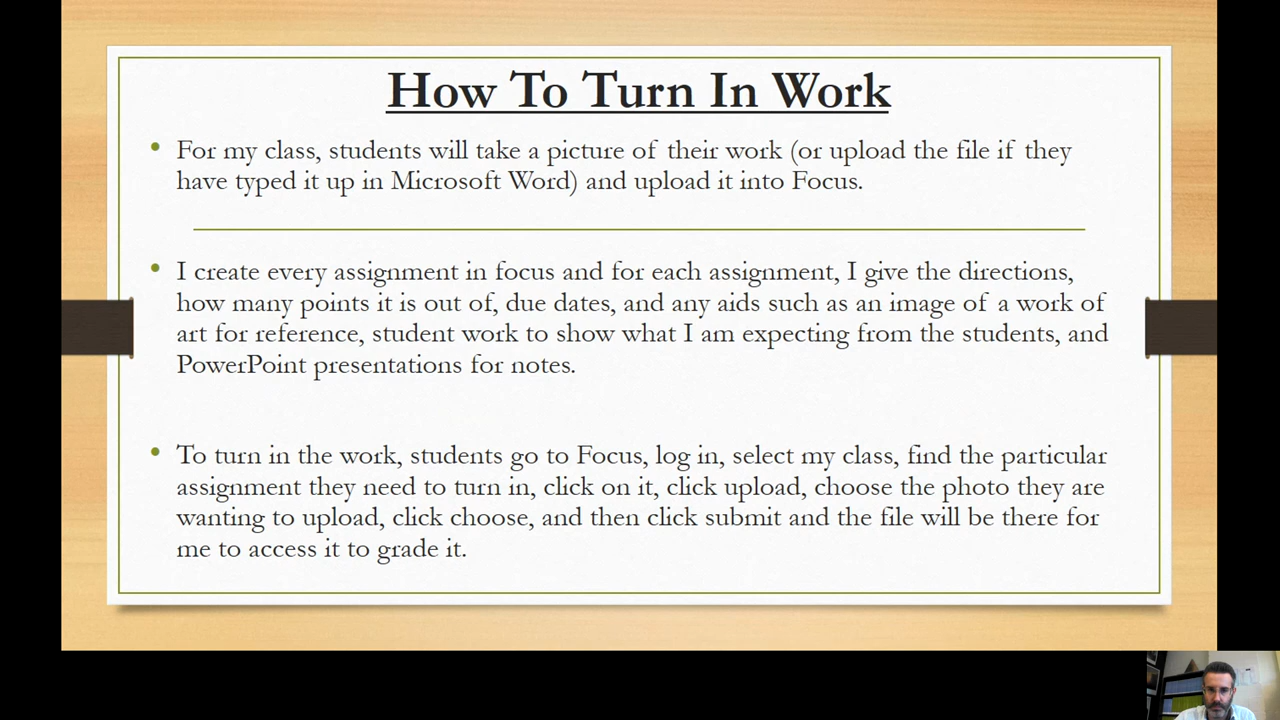 How To Turn In Work
For my class, students will take a picture of their work (or upload the file if they
have typed it up in Microsoft Word) and upload it into Focus.
I create every assignment in focus and for each assignment, I give the directions,
how many points it is out of, due dates, and any aids such as an image of a work of
art for reference, student work to show what I am expecting from the students, and
PowerPoint presentations for notes.
To turn in the work, students go to Focus, log in, select my class, find the particular
assignment they need to turn in, click on it, click upload, choose the photo they are
wanting to upload, click choose, and then click submit and the file will be there for
me to access it to grade it.